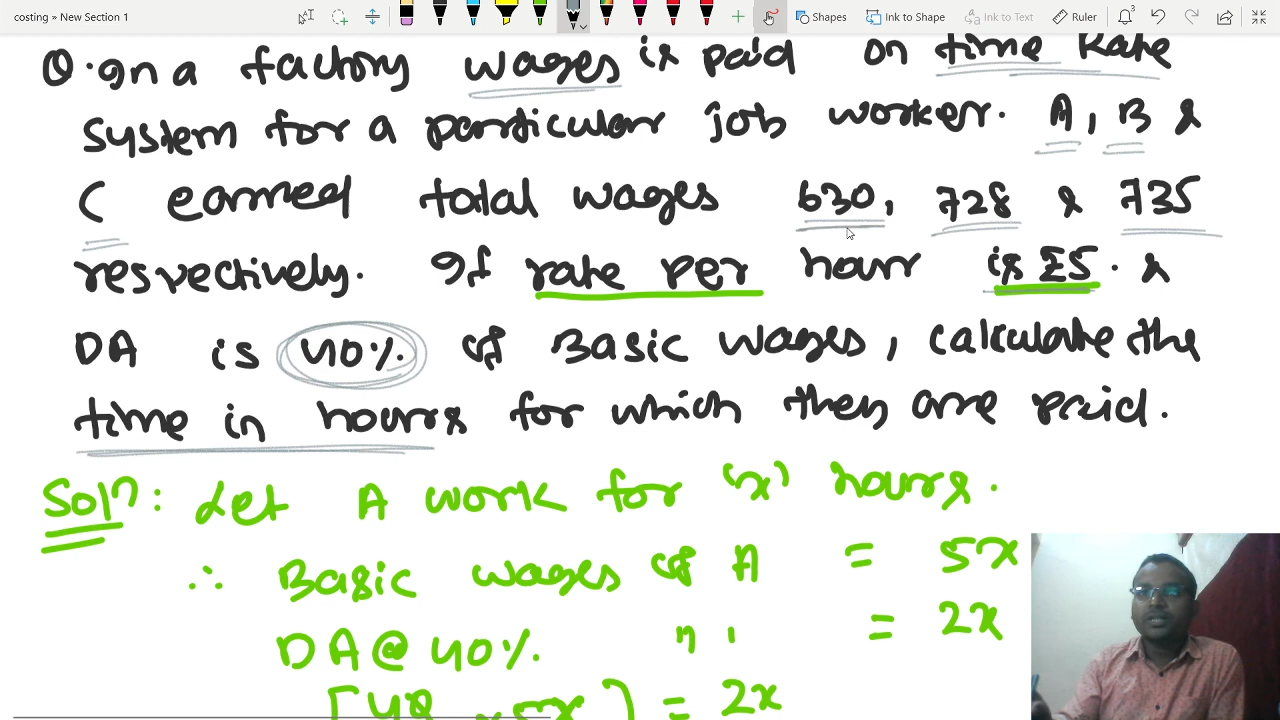 costing » New Section 1
Shapes
Ink to Shape
Ink to Text
Ruler
Q. In a factory wages is paid on time Rate
System for a particular job worker. A, B &
C earned total wages 630, 728 & 735
respectively. If rate per hour is ₹5. &
DA is 40% of Basic wages, calculate the
time in hours for which they are paid.
Solⁿ: Let A work for 'x' hours.
∴ Basic wages of A = 5x
DA@40% " " = 2x
[40 x 5x] = 2x